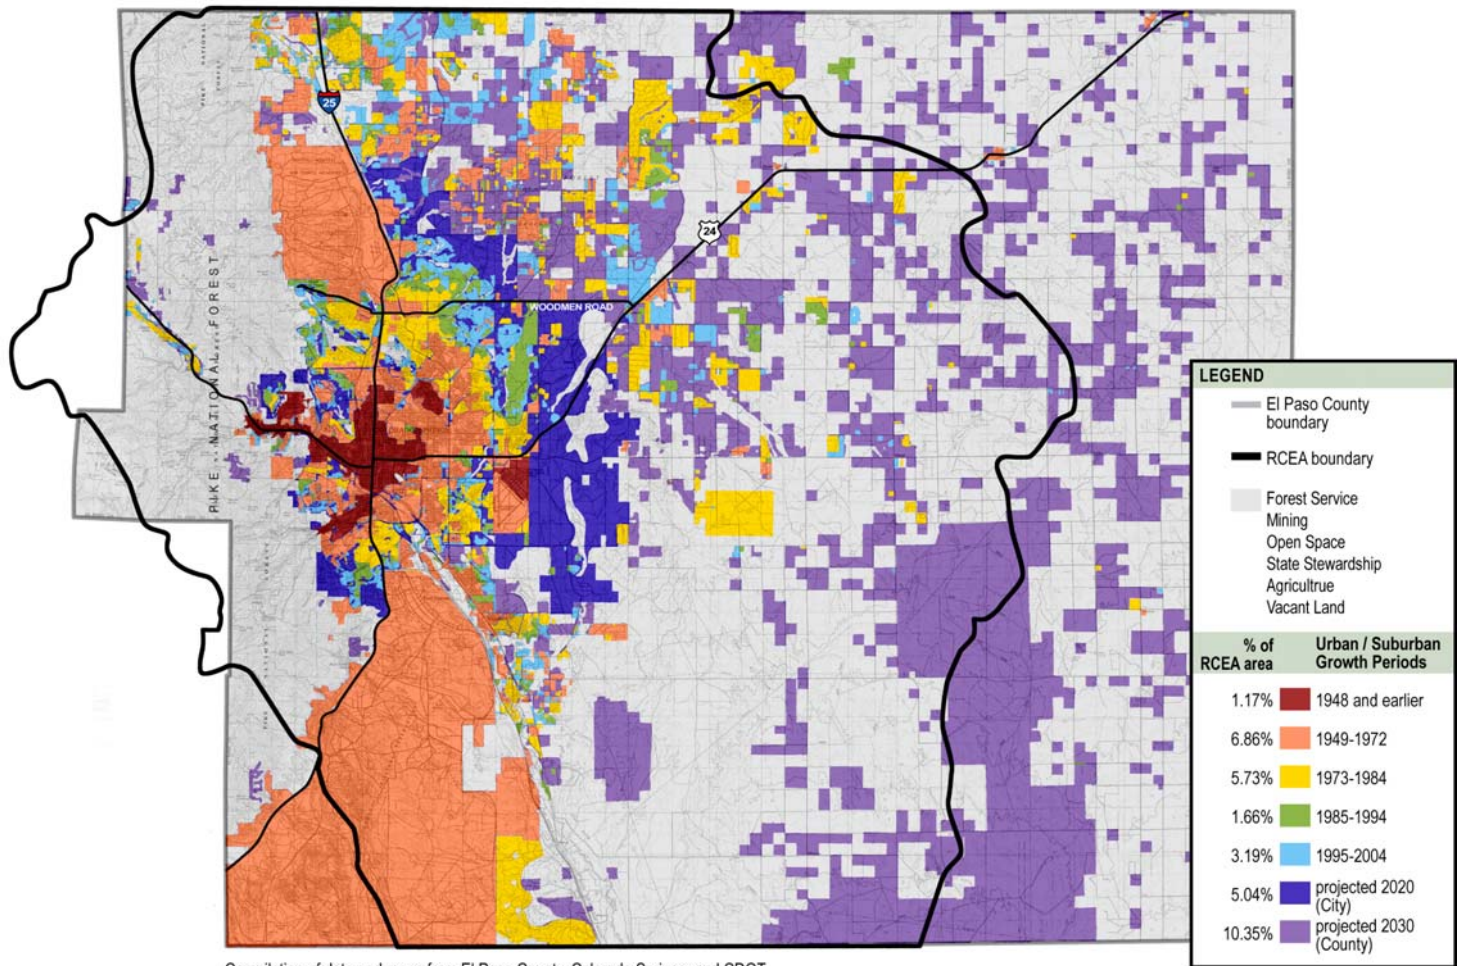 25
24
WOODMEN ROAD
PIKE NATIONAL FOREST
LEGEND
El Paso County
boundary
RCEA boundary
Forest Service
Mining
Open Space
State Stewardship
Agricultrue
Vacant Land
% of
RCEA area
Urban / Suburban
Growth Periods
1.17% 1948 and earlier
6.86% 1949-1972
5.73% 1973-1984
1.66% 1985-1994
3.19% 1995-2004
5.04% projected 2020
(City)
10.35% projected 2030
(County)